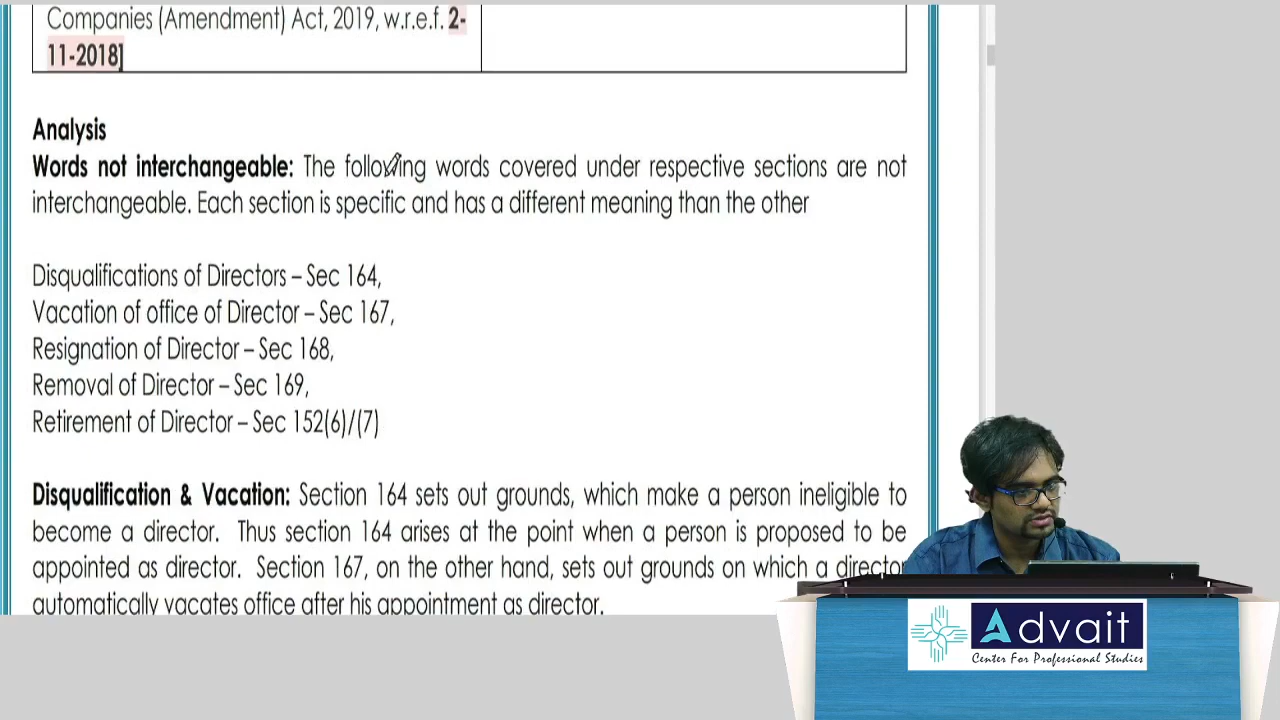 Companies (Amendment) Act, 2019, w.r.e.f. 2-
11-2018]
Analysis
Words not interchangeable: The following words covered under respective sections are not
interchangeable. Each section is specific and has a different meaning than the other
Disqualifications of Directors – Sec 164,
Vacation of office of Director – Sec 167,
Resignation of Director – Sec 168,
Removal of Director – Sec 169,
Retirement of Director – Sec 152(6)/(7)
Disqualification & Vacation: Section 164 sets out grounds, which make a person ineligible to
become a director. Thus section 164 arises at the point when a person is proposed to be
appointed as director. Section 167, on the other hand, sets out grounds on which a director
automatically vacates office after his appointment as director.
Advait
Center For Professional Studies